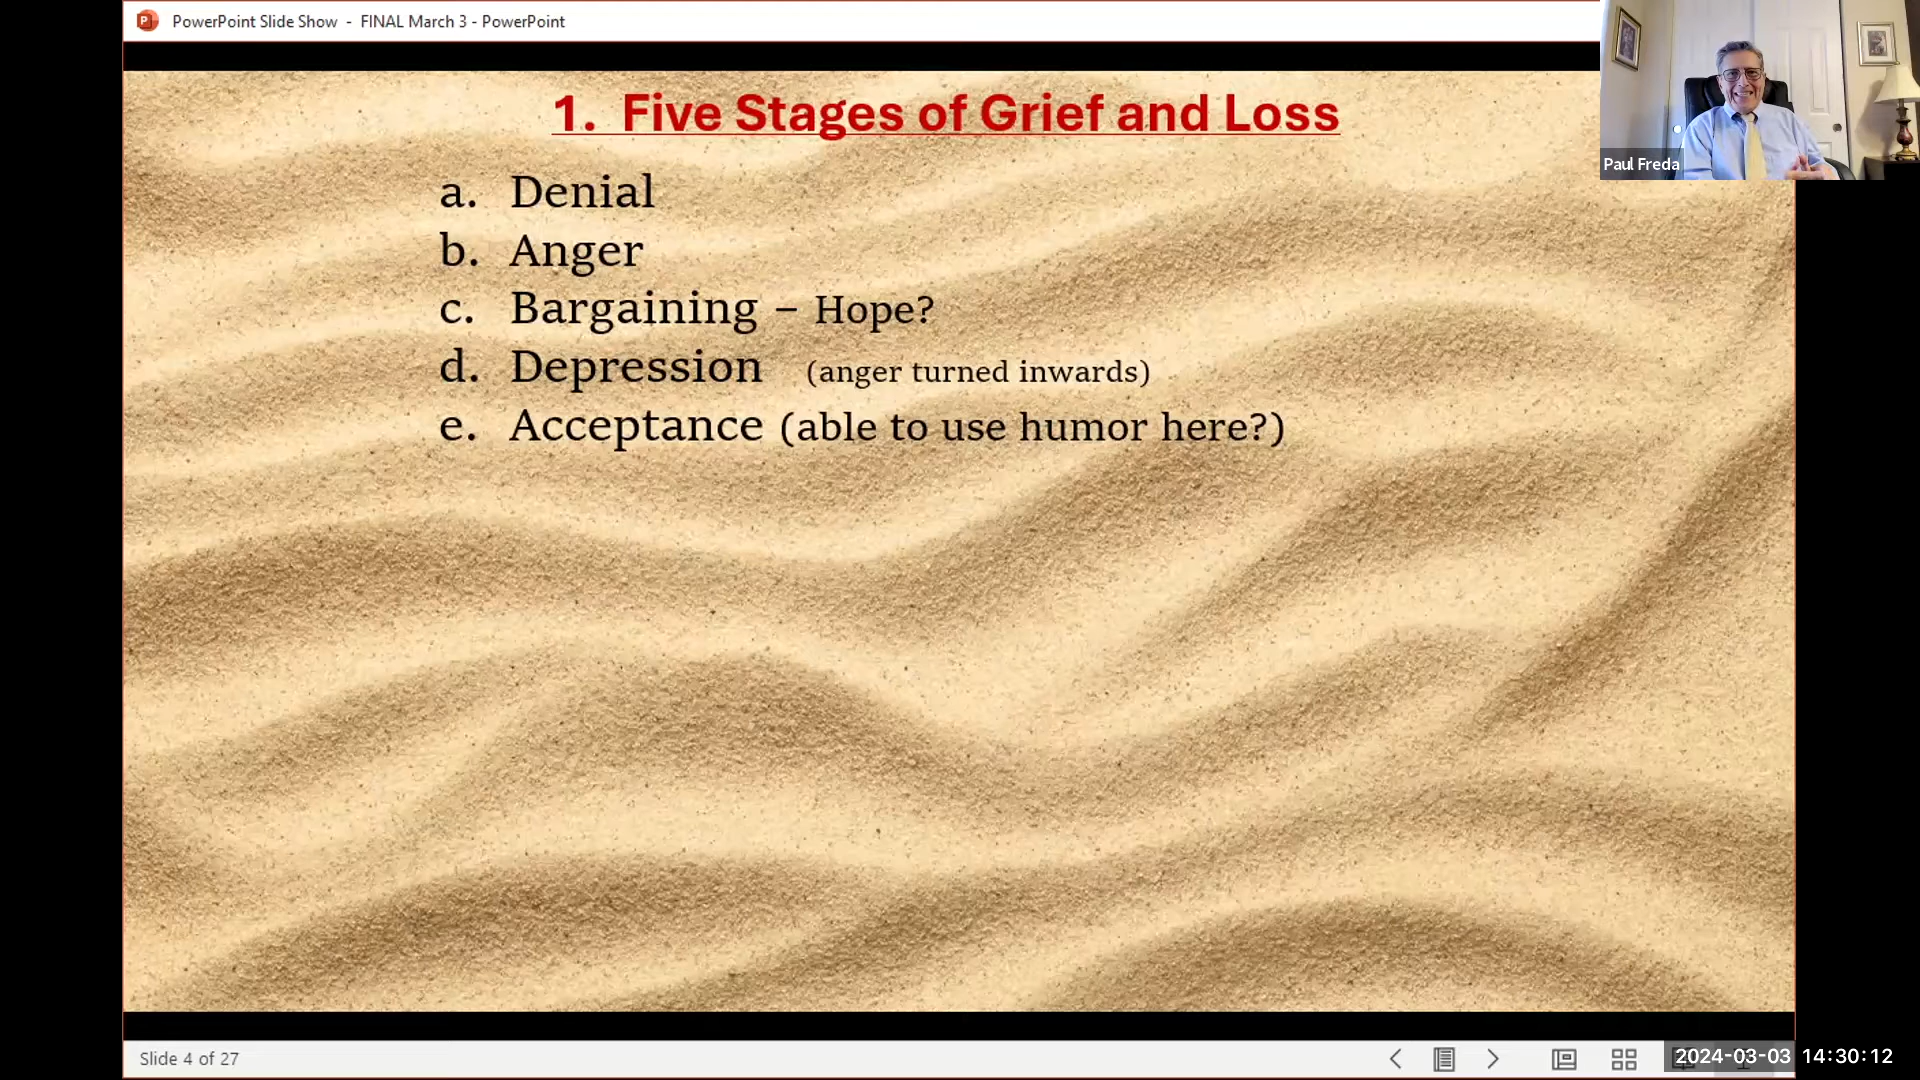 PowerPoint Slide Show - FINAL March 3 - PowerPoint
1. Five Stages of Grief and Loss
a. Denial
b. Anger
c. Bargaining – Hope?
d. Depression (anger turned inwards)
e. Acceptance (able to use humor here?)
Paul Freda
Slide 4 of 27
2024-03-03 14:30:12